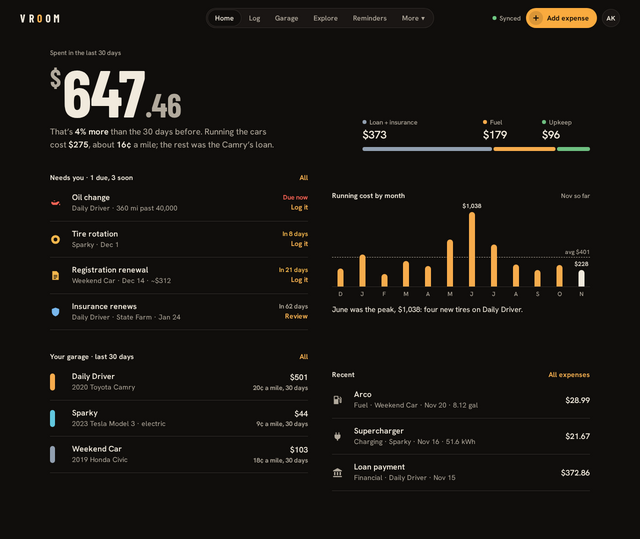 VROOM
Home
Log
Garage
Explore
Reminders
More ▾
Synced
+ Add expense
AK
Spent in the last 30 days
$647.46
That's 4% more than the 30 days before. Running the cars
cost $275, about 16¢ a mile; the rest was the Camry's loan.
Loan + insurance
$373
Fuel
$179
Upkeep
$96
Needs you · 1 due, 3 soon
All
Oil change
Due now
Daily Driver · 360 mi past 40,000
Log it
Tire rotation
In 8 days
Sparky · Dec 1
Log it
Registration renewal
In 21 days
Weekend Car · Dec 14 · ~$312
Log it
Insurance renews
In 62 days
Daily Driver · State Farm · Jan 24
Review
Running cost by month
Nov so far
$1,038
avg $401
$228
D J F M A M J J A S O N
June was the peak, $1,038: four new tires on Daily Driver.
Your garage · last 30 days
All
Daily Driver
$501
2020 Toyota Camry
20¢ a mile, 30 days
Sparky
$44
2023 Tesla Model 3 · electric
9¢ a mile, 30 days
Weekend Car
$103
2019 Honda Civic
18¢ a mile, 30 days
Recent
All expenses
Arco
Fuel · Weekend Car · Nov 20 · 8.12 gal
$28.99
Supercharger
Charging · Sparky · Nov 16 · 51.6 kWh
$21.67
Loan payment
Financial · Daily Driver · Nov 15
$372.86